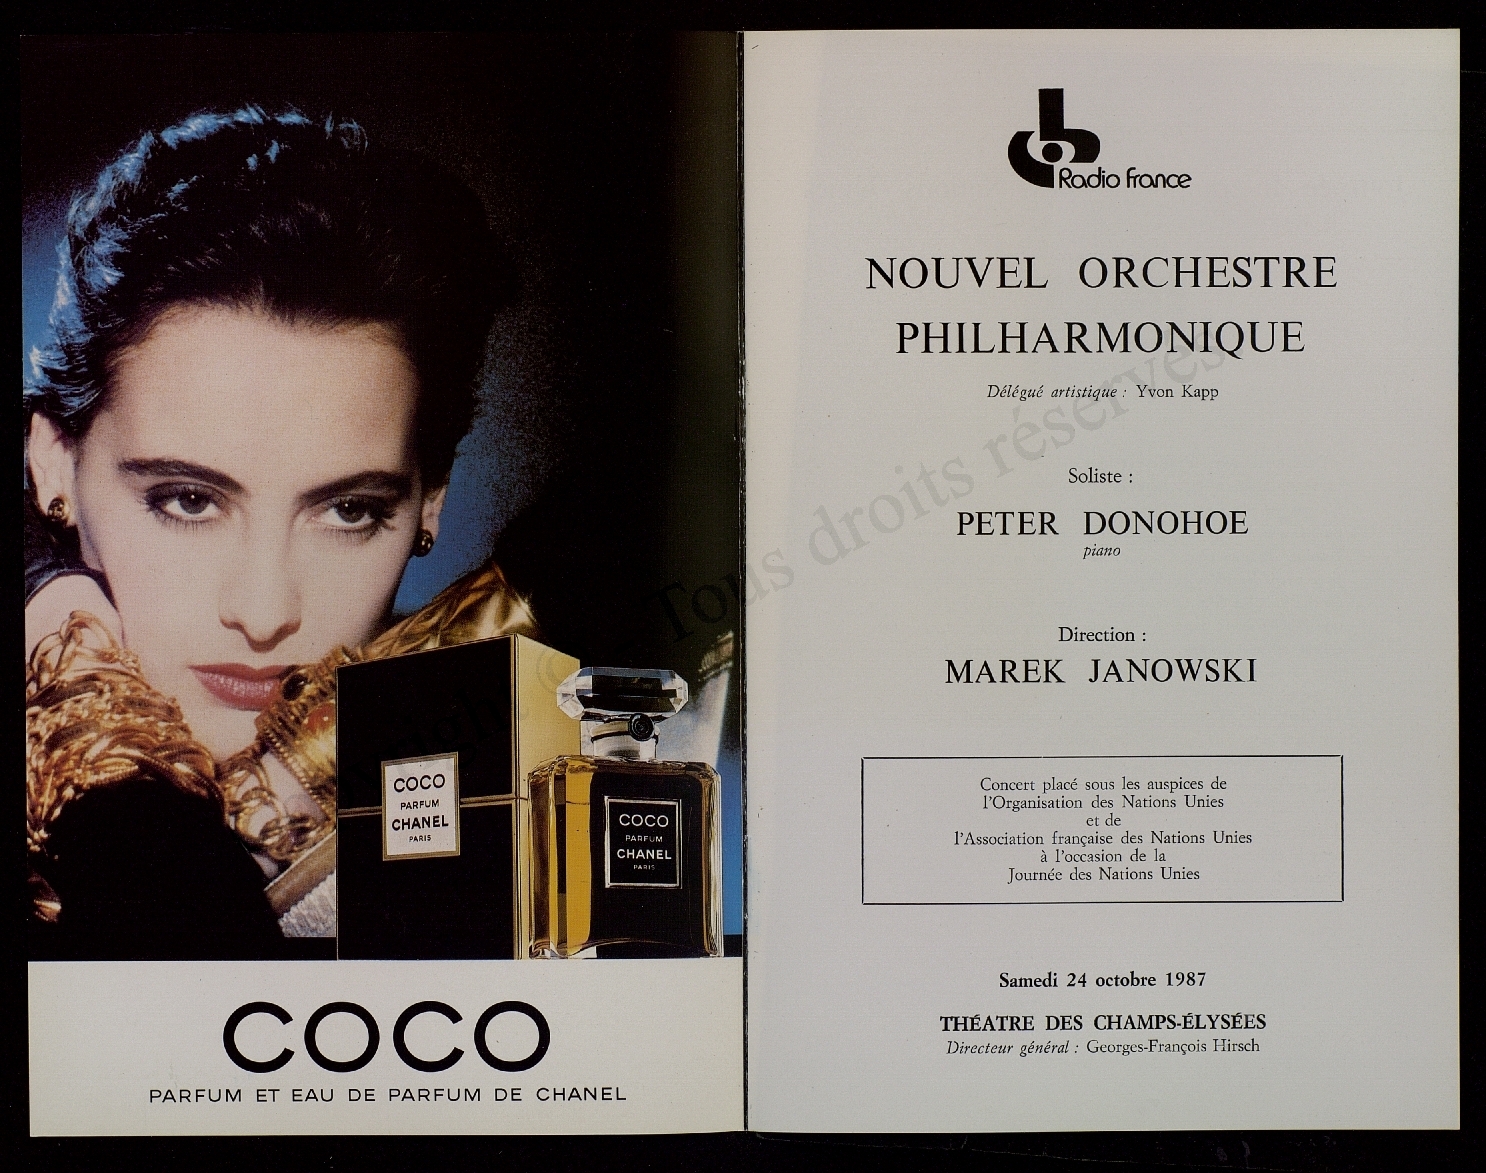 COCO
PARFUM
CHANEL
PARIS
COCO
PARFUM
CHANEL
PARIS
COCO
PARFUM ET EAU DE PARFUM DE CHANEL
Radio france
NOUVEL ORCHESTRE
PHILHARMONIQUE
Délégué artistique : Yvon Kapp
Soliste :
PETER DONOHOE
piano
Direction :
MAREK JANOWSKI
Concert placé sous les auspices de
l'Organisation des Nations Unies
et de
l'Association française des Nations Unies
à l'occasion de la
Journée des Nations Unies
Samedi 24 octobre 1987
THÉATRE DES CHAMPS-ÉLYSÉES
Directeur général : Georges-François Hirsch
© Tous droits réservés